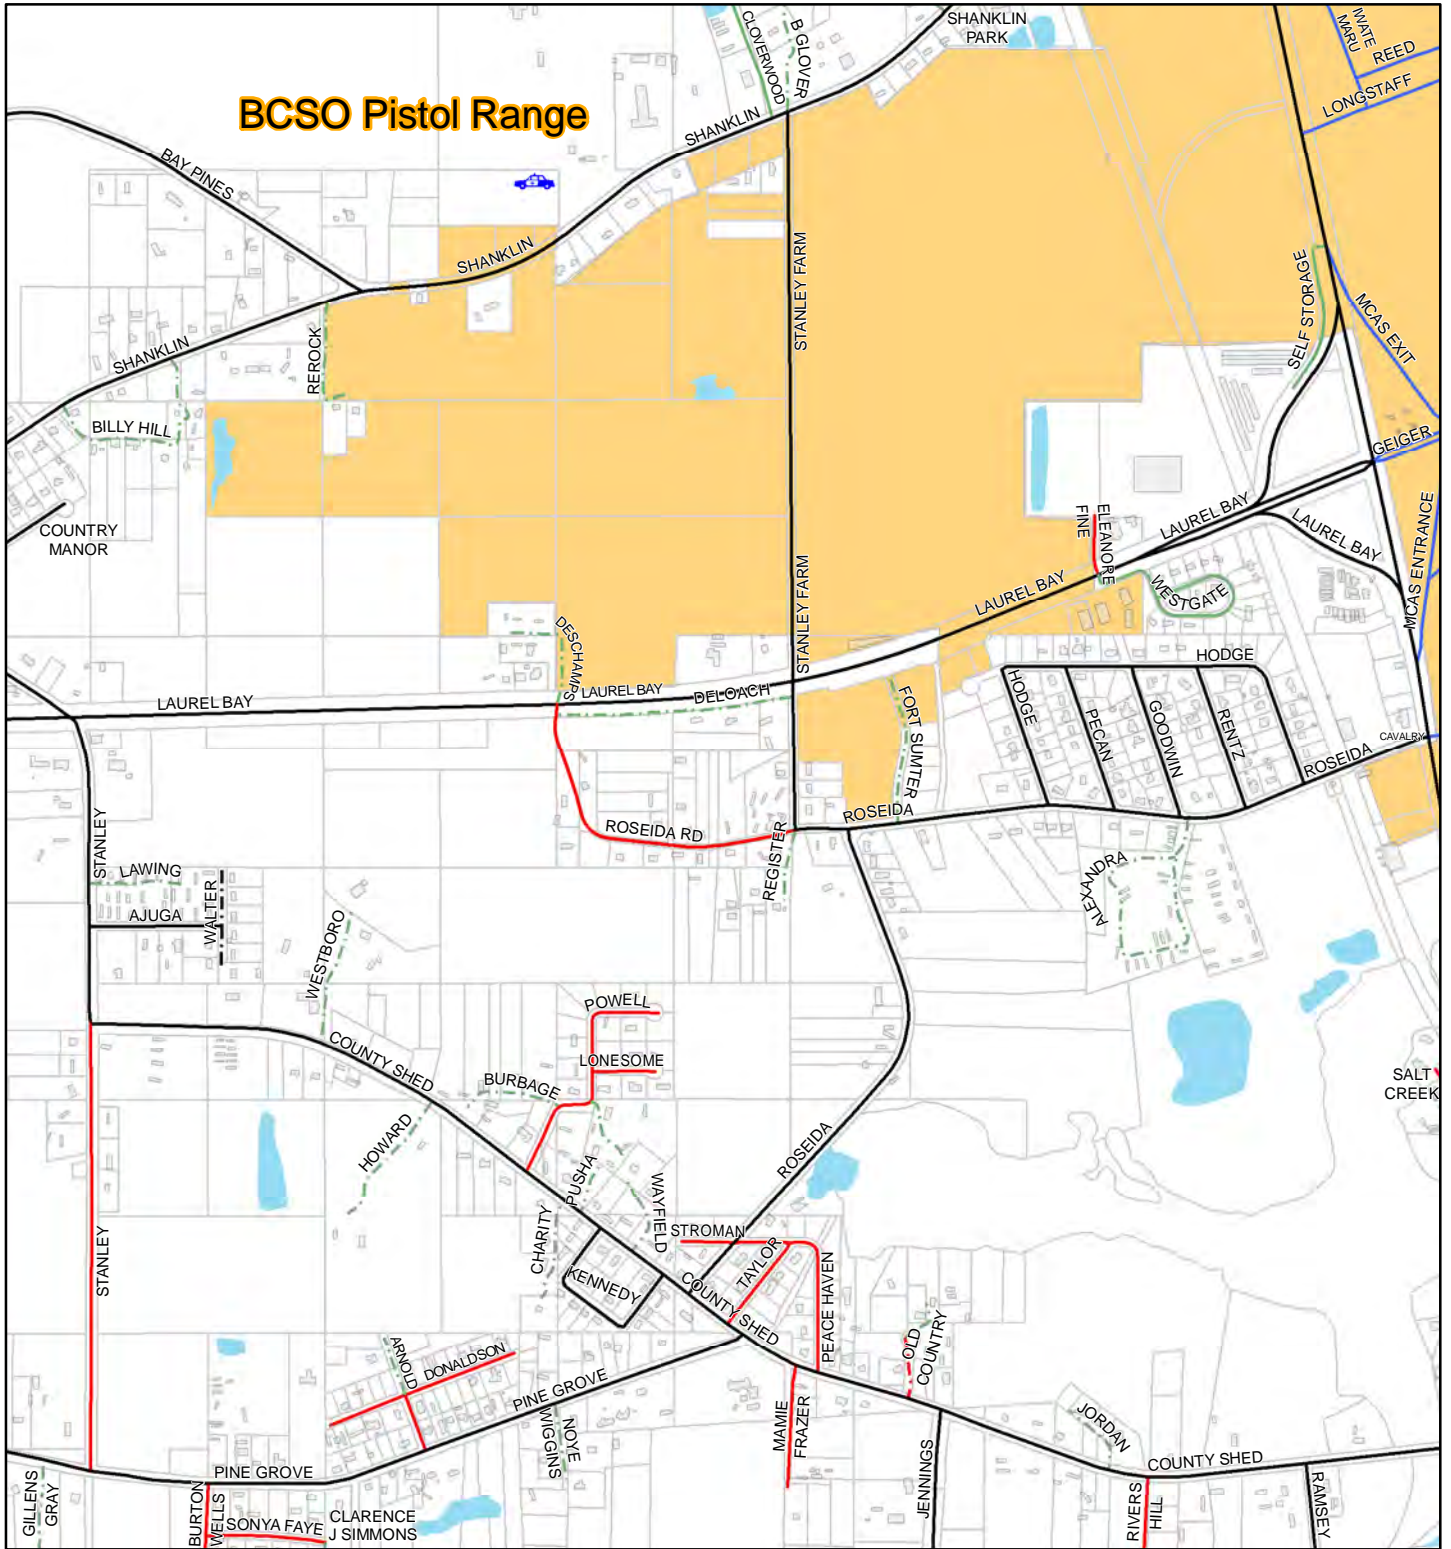 SHANKLIN
PARK
IWATE
MARU
REED
LONGSTAFF
CLOVERWOOD
B GLOVER
BCSO Pistol Range
SHANKLIN
BAY PINES
SHANKLIN
STANLEY FARM
SELF STORAGE
MCAS EXIT
SHANKLIN
REROCK
BILLY HILL
GEIGER
COUNTRY
MANOR
ELEANORE
FINE
LAUREL BAY
LAUREL BAY
MCAS ENTRANCE
STANLEY FARM
LAUREL BAY
WESTGATE
DESCHAMPS
HODGE
LAUREL BAY
LAUREL BAY
DELOACH
FORT SUMTER
HODGE
PECAN
GOODWIN
RENTZ
CAVALRY
ROSEIDA
ROSEIDA
ROSEIDA RD
REGISTER
STANLEY
LAWING
WALTER
AJUGA
ALEXANDRA
WESTBORO
POWELL
COUNTY SHED
LONESOME
BURBAGE
SALT
CREEK
HOWARD
ROSEIDA
PUSHA
WAYFIELD
CHARITY
STROMAN
STANLEY
KENNEDY
TAYLOR
COUNTY SHED
PEACE HAVEN
OLD
COUNTRY
ARNOLD
DONALDSON
PINE GROVE
MAMIE
FRAZER
WIGGINS
NOYE
JORDAN
JENNINGS
COUNTY SHED
PINE GROVE
GILLENS
GRAY
BURTON
WELLS
SONYA FAYE
CLARENCE
J SIMMONS
RIVERS
HILL
RAMSEY